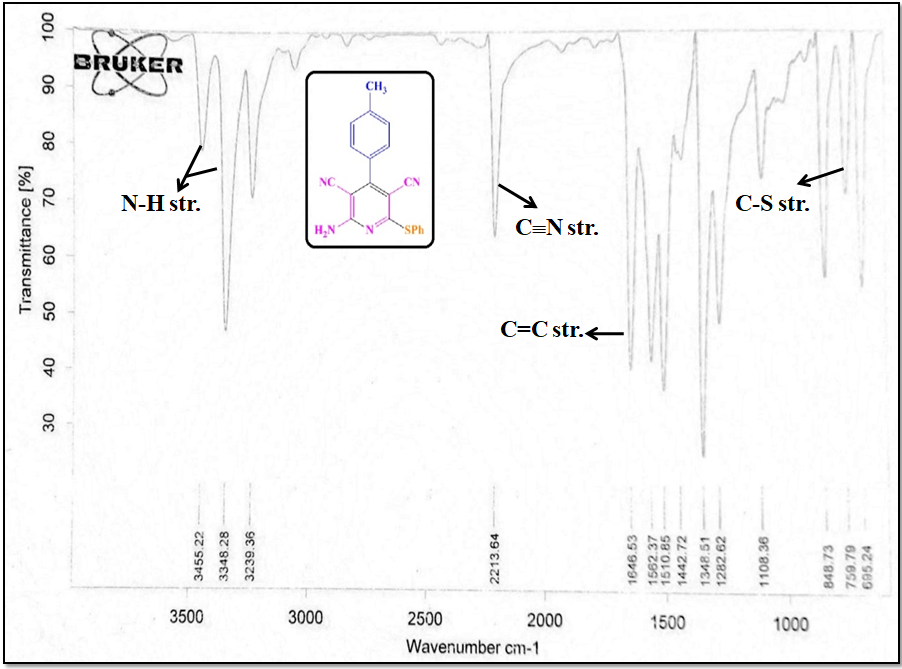 BRUKER
Transmittance [%]
100
90
80
70
60
50
40
30
N-H str.
CH3
NC
CN
H2N
N
SPh
C≡N str.
C-S str.
C=C str.
3455.22
3348.28
3239.36
2213.64
1646.53
1562.37
1510.85
1442.72
1348.51
1282.62
1108.36
848.73
759.79
695.24
3500
3000
2500
2000
1500
1000
Wavenumber cm-1